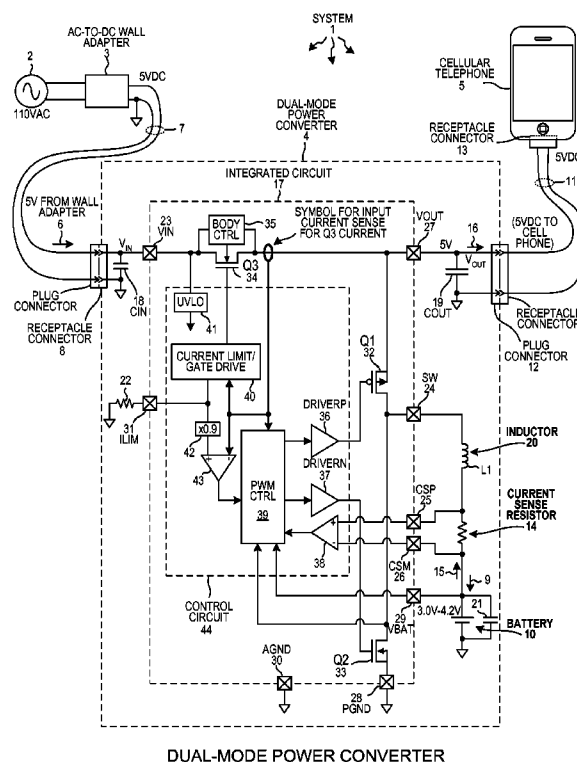 SYSTEM
1
AC-TO-DC WALL
ADAPTER
3
2
5VDC
110VAC
7
CELLULAR
TELEPHONE
5
RECEPTACLE
CONNECTOR
13
5VDC
11
DUAL-MODE
POWER
CONVERTER
4
INTEGRATED CIRCUIT
17
5V FROM WALL
ADAPTER
6
23
VIN
VIN
BODY
CTRL
35
SYMBOL FOR INPUT
CURRENT SENSE
FOR Q3 CURRENT
VOUT
27
5V
16
(5VDC TO
CELL
PHONE)
VOUT
Q3
34
18
CIN
19
COUT
PLUG
CONNECTOR
RECEPTACLE
CONNECTOR
8
RECEPTACLE
CONNECTOR
PLUG
CONNECTOR
12
UVLO
41
CURRENT LIMIT/
GATE DRIVE
40
Q1
32
22
31
ILIM
x0.9
42
+
-
43
DRIVERP
36
DRIVERN
37
PWM
CTRL
39
SW
24
INDUCTOR
20
L1
CSP
25
CURRENT
SENSE
RESISTOR
14
+
-
38
CSM
26
15
9
CONTROL
CIRCUIT
44
29
VBAT
3.0V-4.2V
21
BATTERY
10
Q2
33
AGND
30
28
PGND
DUAL-MODE POWER CONVERTER